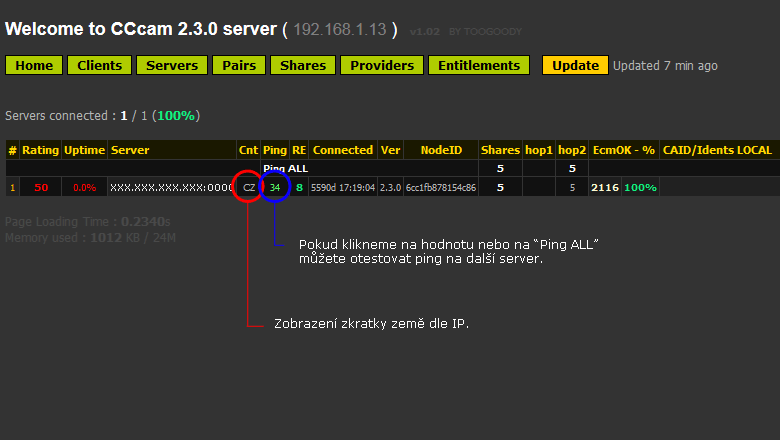 Welcome to CCcam 2.3.0 server ( 192.168.1.13 ) v1.02 BY TOOGOODY
Home Clients Servers Pairs Shares Providers Entitlements Update Updated 7 min ago
Servers connected : 1 / 1 (100%)
# Rating Uptime Server Cnt Ping RE Connected Ver NodeID Shares hop1 hop2 EcmOK - % CAID/Idents LOCAL
Ping ALL 5 5
1 50 0.0% XXX.XXX.XXX.XXX:0000 CZ 34 8 5590d 17:19:04 2.3.0 6cc1fb878154c86 5 5 2116 100%
Page Loading Time : 0.2340s
Memory used : 1012 KB / 24M
Pokud klikneme na hodnotu nebo na “Ping ALL”
můžete otestovat ping na další server.
Zobrazení zkratky země dle IP.